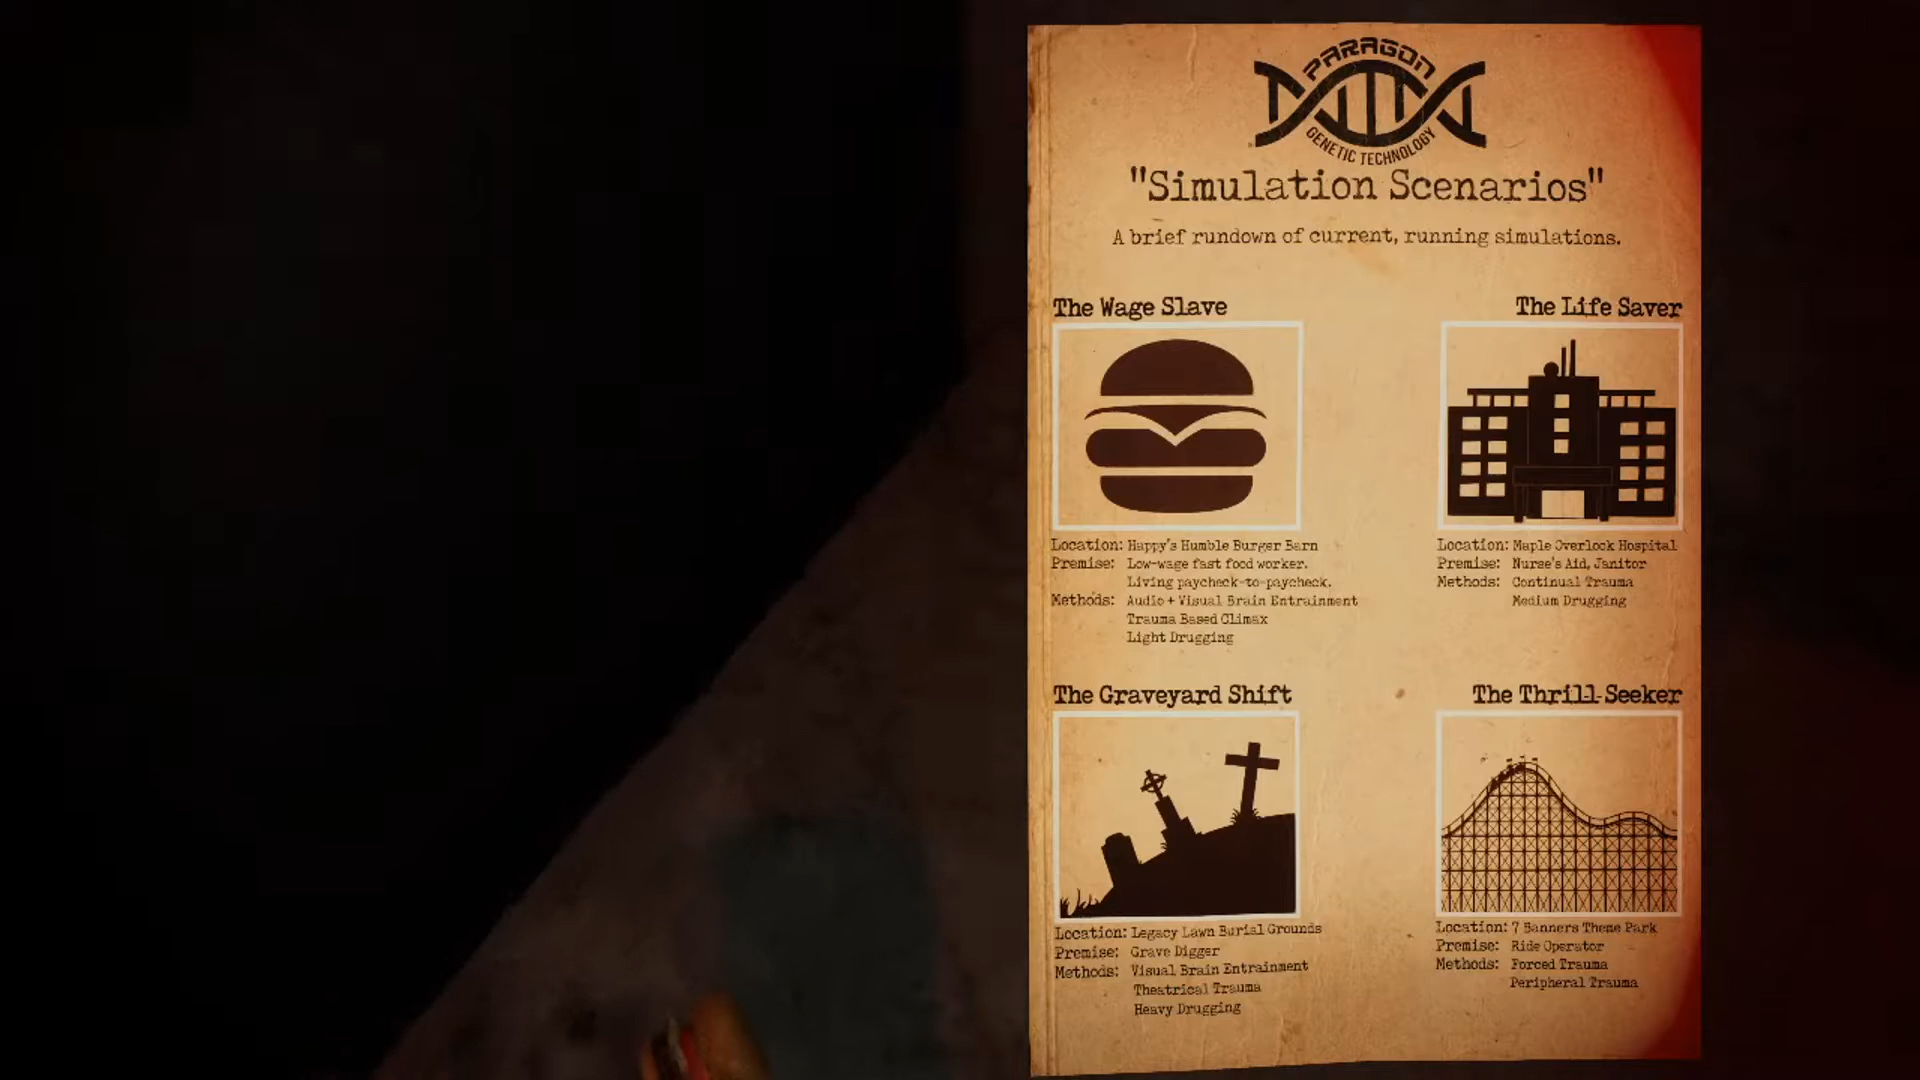 PARAGON
GENETIC TECHNOLOGY
"Simulation Scenarios"
A brief rundown of current, running simulations.
The Wage Slave
Location: Happy's Humble Burger Barn
Premise: Low-wage fast food worker.
Living paycheck-to-paycheck.
Methods: Audio + Visual Brain Entrainment
Trauma Based Climax
Light Drugging
The Life Saver
Location: Maple Overlock Hospital
Premise: Nurse's Aid, Janitor
Methods: Continual Trauma
Medium Drugging
The Graveyard Shift
Location: Legacy Lawn Burial Grounds
Premise: Grave Digger
Methods: Visual Brain Entrainment
Theatrical Trauma
Heavy Drugging
The Thrill-Seeker
Location: 7 Banners Theme Park
Premise: Ride Operator
Methods: Forced Trauma
Peripheral Trauma